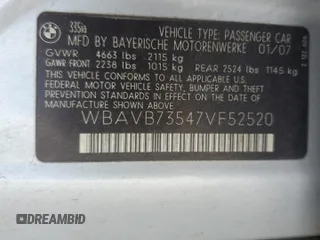 335i
VEHICLE TYPE: PASSENGER CAR
MFD BY BAYERISCHE MOTORENWERKE 01/07
GVWR 4663 lbs 2115 kg
GAWR FRONT 2238 lbs 1015 kg REAR 2524 lbs 1145 kg
THIS VEHICLE CONFORMS TO ALL APPLICABLE U.S.
FEDERAL MOTOR VEHICLE SAFETY, BUMPER, AND
THEFT PREVENTION STANDARDS IN EFFECT ON THE
DATE OF MANUFACTURE SHOWN ABOVE.
WBAVB73547VF52520
DREAMBID